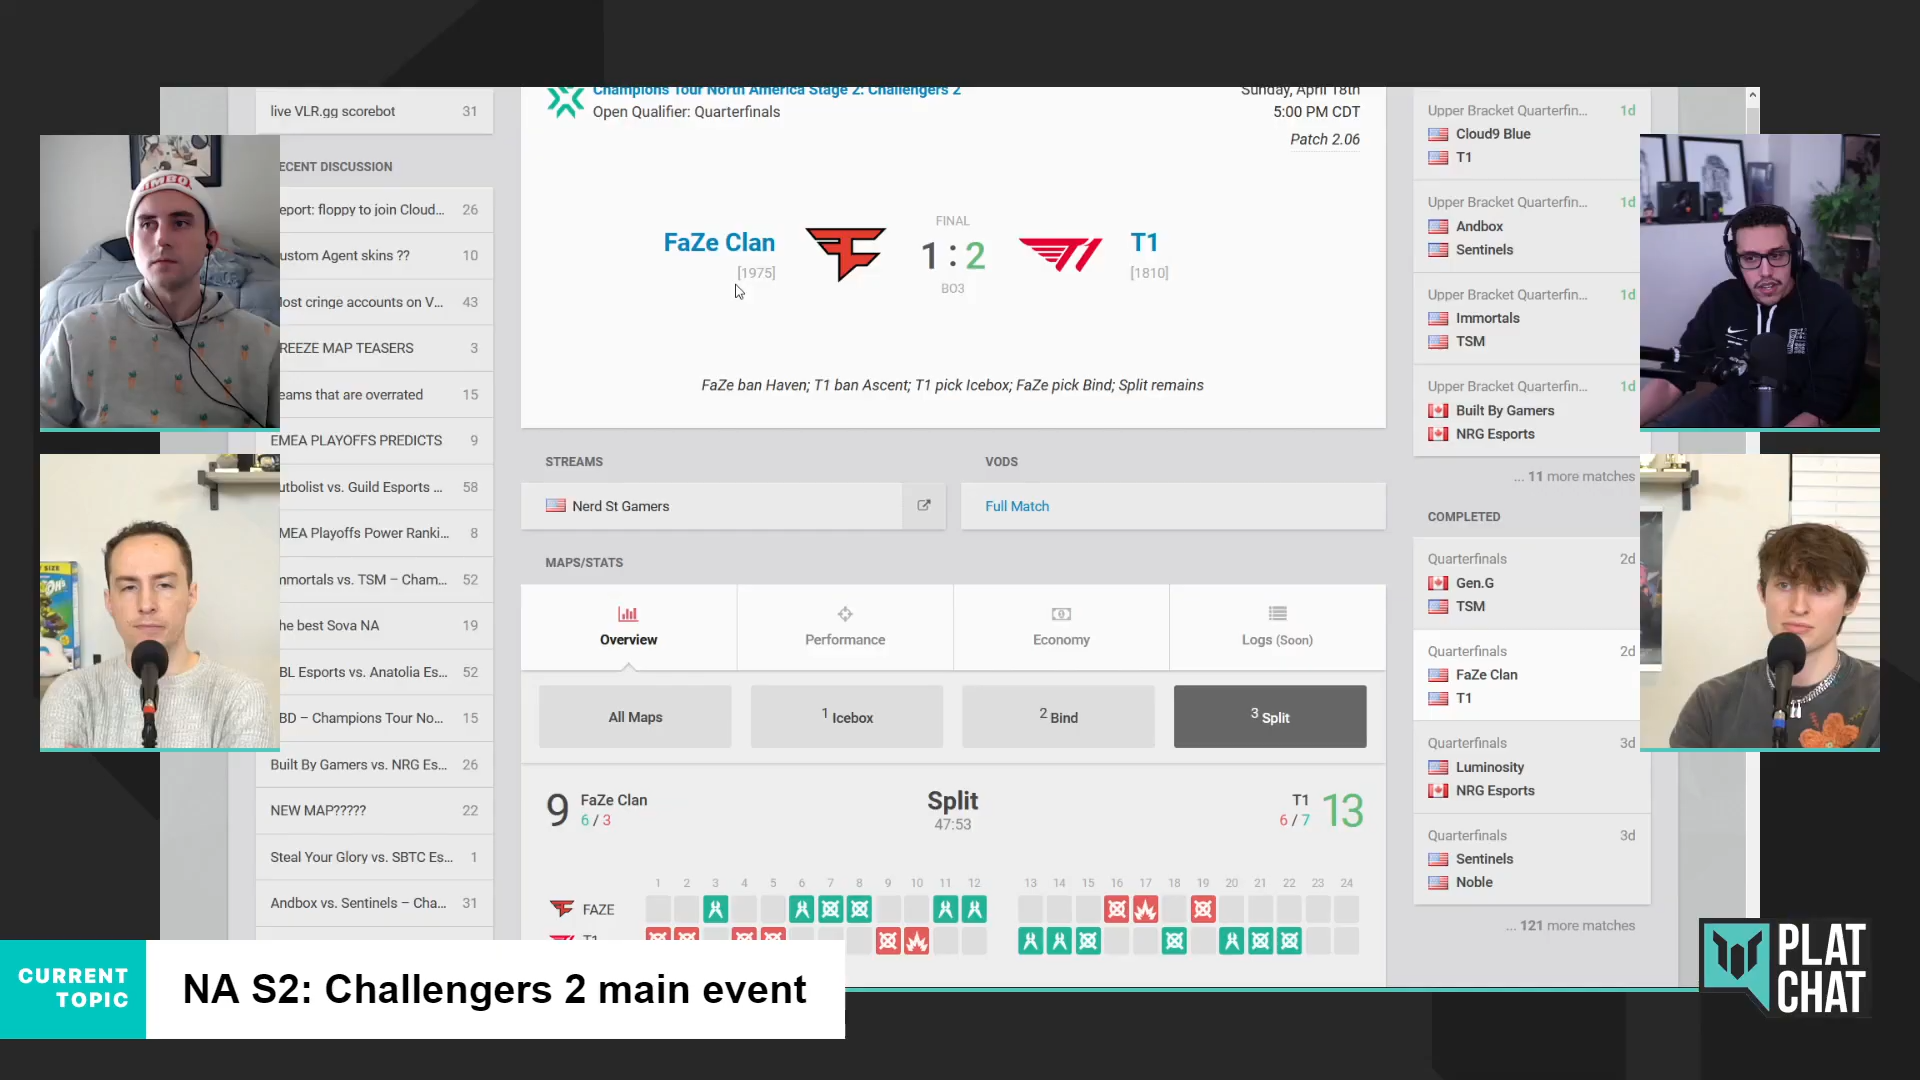 live VLR.gg scorebot 31
ECENT DISCUSSION
eport: floppy to join Cloud... 26
ustom Agent skins ?? 10
ost cringe accounts on V... 43
REEZE MAP TEASERS 3
eams that are overrated 15
EMEA PLAYOFFS PREDICTS 9
utbolist vs. Guild Esports ... 58
MEA Playoffs Power Ranki... 8
mmortals vs. TSM – Cham... 52
he best Sova NA 19
BL Esports vs. Anatolia Es... 52
BD – Champions Tour No... 15
Built By Gamers vs. NRG Es... 26
NEW MAP????? 22
Steal Your Glory vs. SBTC Es... 1
Andbox vs. Sentinels – Cha... 31
Champions Tour North America Stage 2: Challengers 2
Open Qualifier: Quarterfinals
Sunday, April 18th
5:00 PM CDT
Patch 2.06
FaZe Clan
[1975]
FINAL
1 : 2
BO3
T1
[1810]
FaZe ban Haven; T1 ban Ascent; T1 pick Icebox; FaZe pick Bind; Split remains
STREAMS
Nerd St Gamers
VODS
Full Match
MAPS/STATS
Overview
Performance
Economy
Logs (Soon)
All Maps
1 Icebox
2 Bind
3 Split
9 FaZe Clan
6 / 3
Split
47:53
T1 13
6 / 7
1 2 3 4 5 6 7 8 9 10 11 12 13 14 15 16 17 18 19 20 21 22 23 24
FAZE
T1
Upper Bracket Quarterfin... 1d
Cloud9 Blue
T1
Upper Bracket Quarterfin... 1d
Andbox
Sentinels
Upper Bracket Quarterfin... 1d
Immortals
TSM
Upper Bracket Quarterfin... 1d
Built By Gamers
NRG Esports
... 11 more matches
COMPLETED
Quarterfinals 2d
Gen.G
TSM
Quarterfinals 2d
FaZe Clan
T1
Quarterfinals 3d
Luminosity
NRG Esports
Quarterfinals 3d
Sentinels
Noble
... 121 more matches
CURRENT
TOPIC
NA S2: Challengers 2 main event
PLAT
CHAT